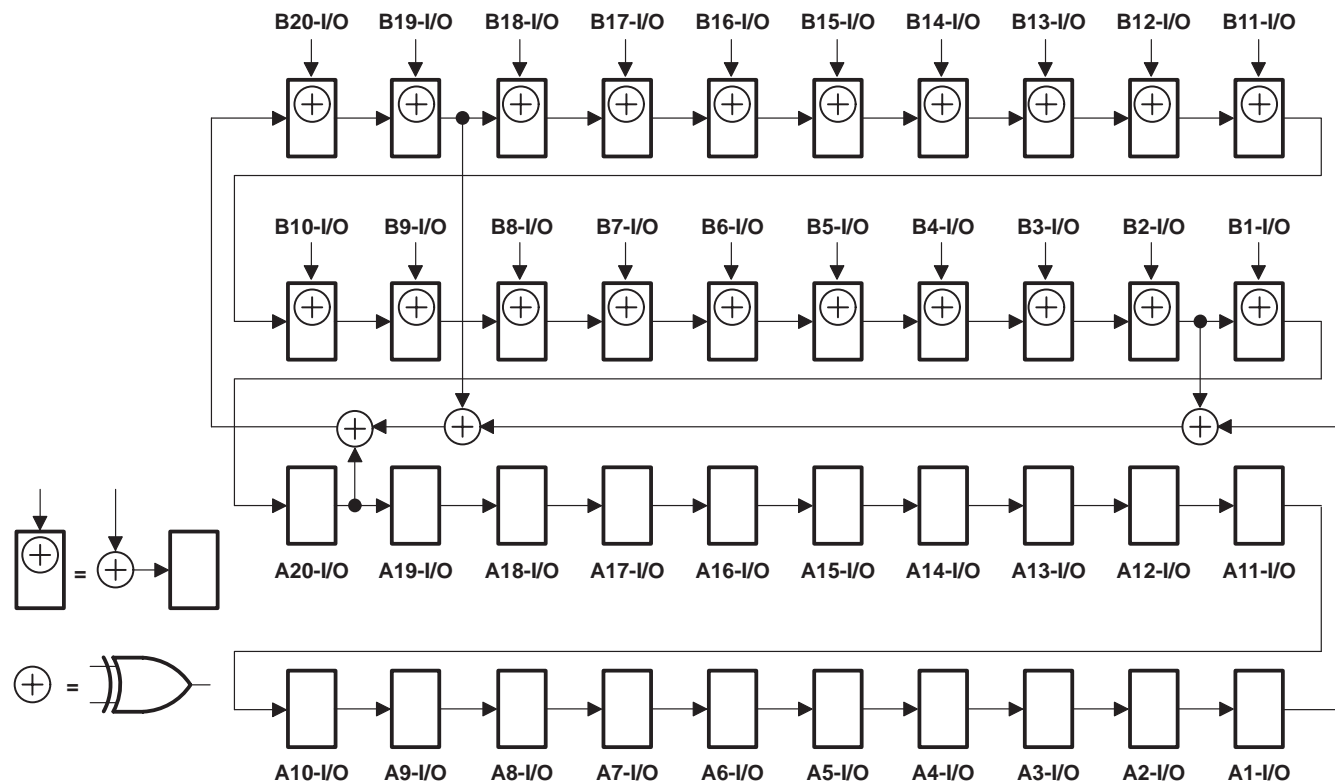 B20-I/O B19-I/O B18-I/O B17-I/O B16-I/O B15-I/O B14-I/O B13-I/O B12-I/O B11-I/O
B10-I/O B9-I/O B8-I/O B7-I/O B6-I/O B5-I/O B4-I/O B3-I/O B2-I/O B1-I/O
=
A20-I/O A19-I/O A18-I/O A17-I/O A16-I/O A15-I/O A14-I/O A13-I/O A12-I/O A11-I/O
=
A10-I/O A9-I/O A8-I/O A7-I/O A6-I/O A5-I/O A4-I/O A3-I/O A2-I/O A1-I/O